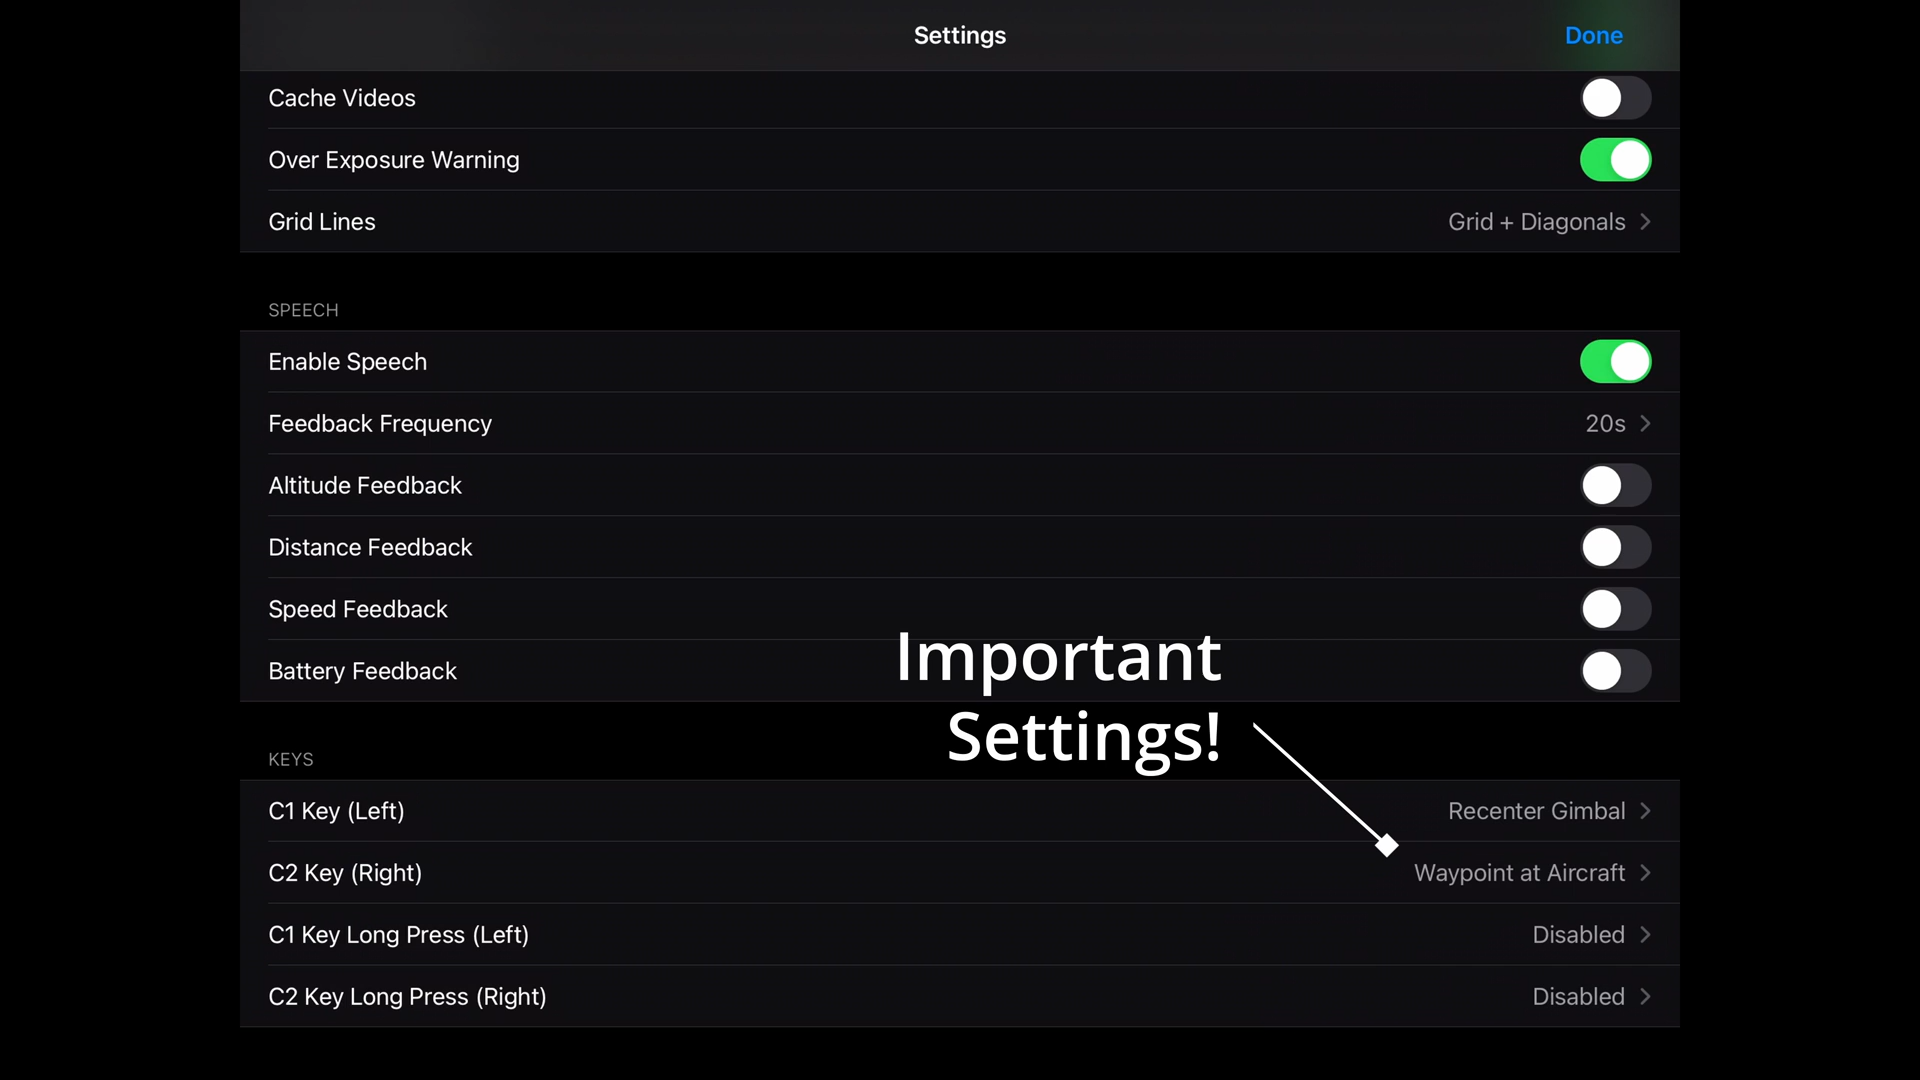 Settings
Done
Cache Videos
Over Exposure Warning
Grid Lines
Grid + Diagonals
SPEECH
Enable Speech
Feedback Frequency
20s
Altitude Feedback
Distance Feedback
Speed Feedback
Battery Feedback
Important
Settings!
KEYS
C1 Key (Left)
Recenter Gimbal
C2 Key (Right)
Waypoint at Aircraft
C1 Key Long Press (Left)
Disabled
C2 Key Long Press (Right)
Disabled